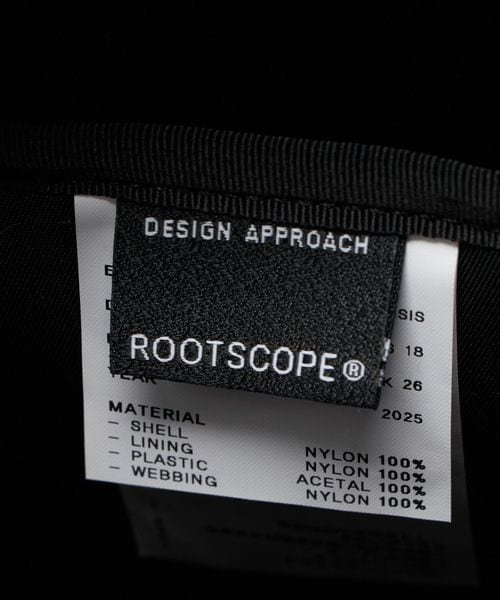 DESIGN APPROACH
ROOTSCOPE®
SIS
18
26
YEAR 2025
MATERIAL
– SHELL NYLON 100%
– LINING NYLON 100%
– PLASTIC ACETAL 100%
– WEBBING NYLON 100%